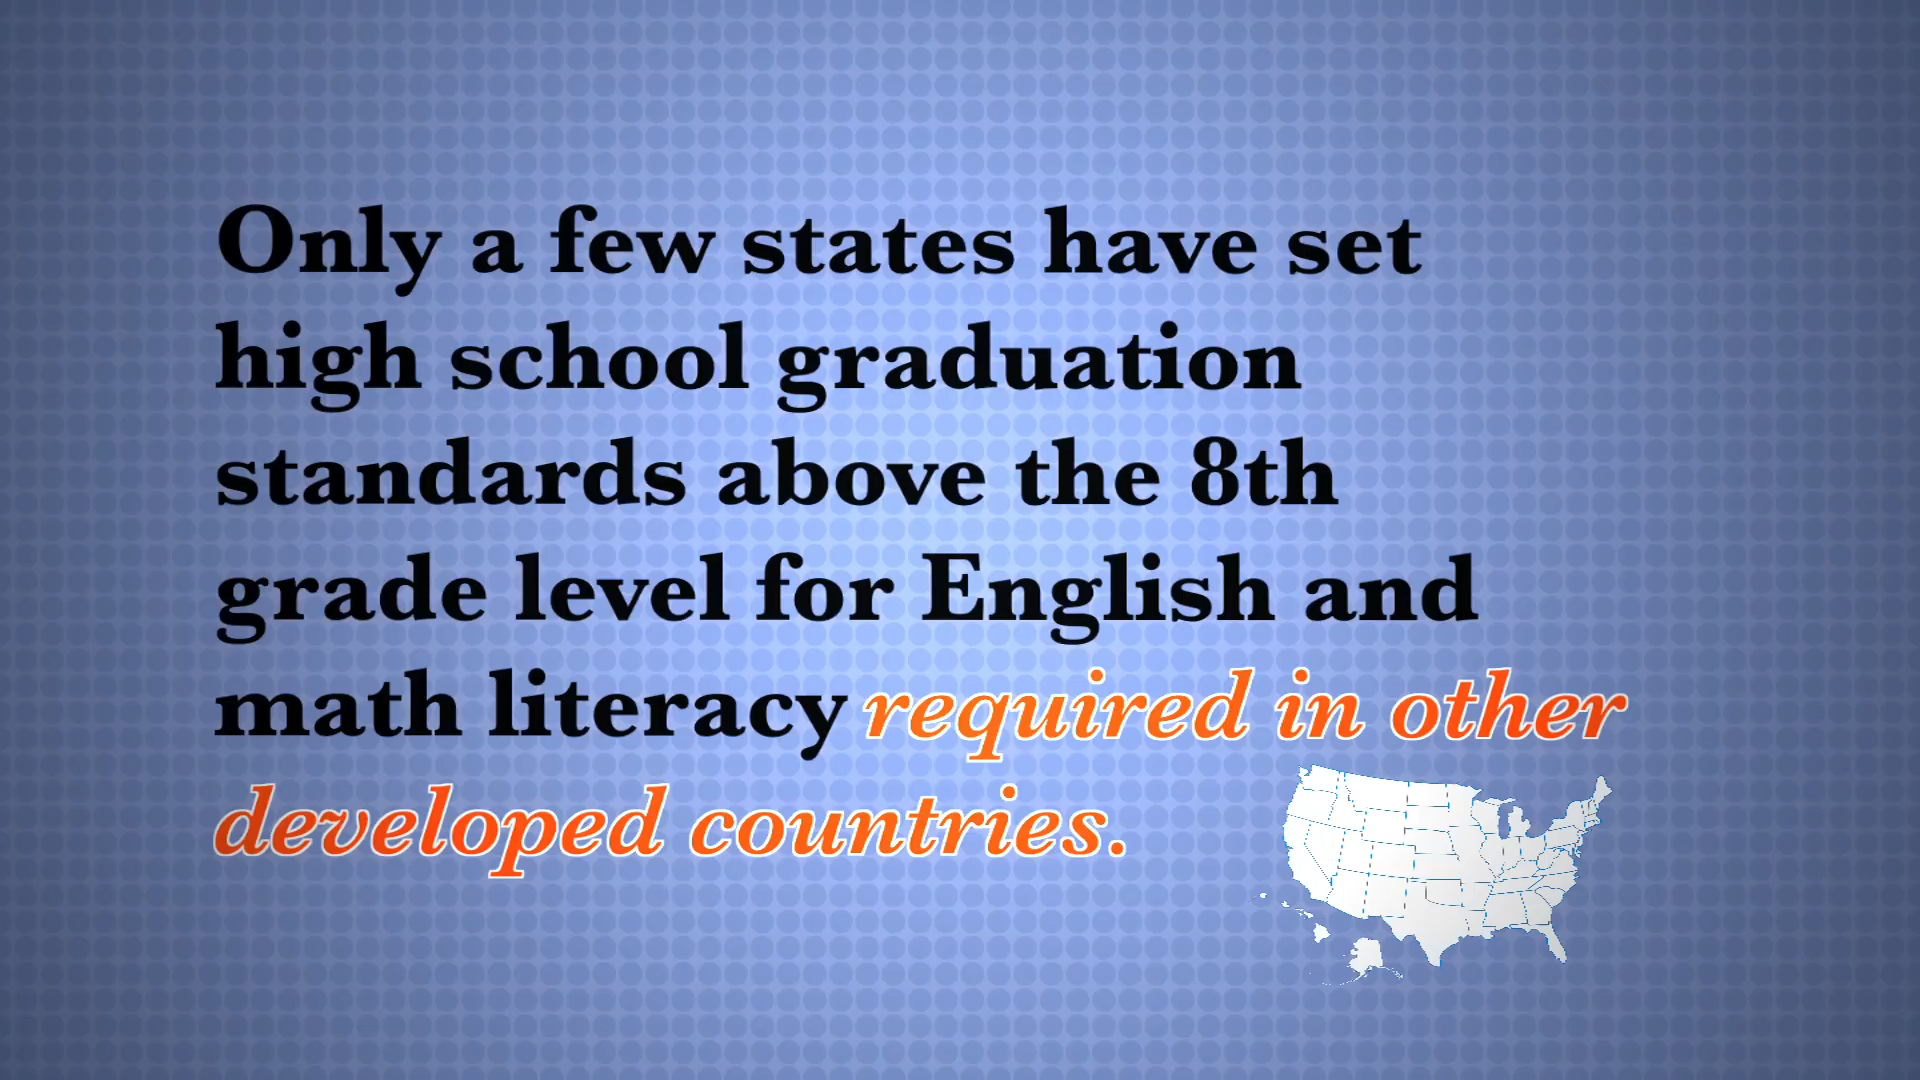 Only a few states have set
high school graduation
standards above the 8th
grade level for English and
math literacy required in other
developed countries.